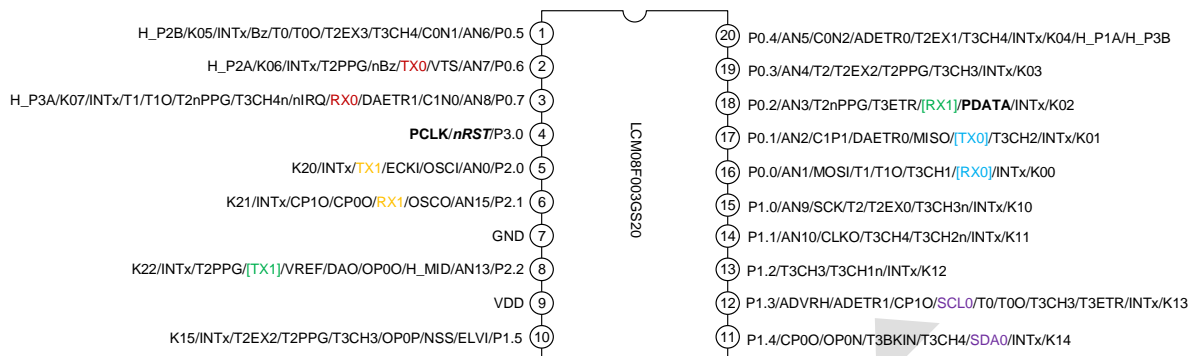 H_P2B/K05/INTx/Bz/T0/T0O/T2EX3/T3CH4/C0N1/AN6/P0.5 1
20 P0.4/AN5/C0N2/ADETR0/T2EX1/T3CH4/INTx/K04/H_P1A/H_P3B
H_P2A/K06/INTx/T2PPG/nBz/TX0/VTS/AN7/P0.6 2
19 P0.3/AN4/T2/T2EX2/T2PPG/T3CH3/INTx/K03
H_P3A/K07/INTx/T1/T1O/T2nPPG/T3CH4n/nIRQ/RX0/DAETR1/C1N0/AN8/P0.7 3
18 P0.2/AN3/T2nPPG/T3ETR/[RX1]/PDATA/INTx/K02
PCLK/nRST/P3.0 4
17 P0.1/AN2/C1P1/DAETR0/MISO/[TX0]/T3CH2/INTx/K01
K20/INTx/TX1/ECKI/OSCI/AN0/P2.0 5
16 P0.0/AN1/MOSI/T1/T1O/T3CH1/[RX0]/INTx/K00
K21/INTx/CP1O/CP0O/RX1/OSCO/AN15/P2.1 6
15 P1.0/AN9/SCK/T2/T2EX0/T3CH3n/INTx/K10
GND 7
14 P1.1/AN10/CLKO/T3CH4/T3CH2n/INTx/K11
K22/INTx/T2PPG/[TX1]/VREF/DAO/OP0O/H_MID/AN13/P2.2 8
13 P1.2/T3CH3/T3CH1n/INTx/K12
VDD 9
12 P1.3/ADVRH/ADETR1/CP1O/SCL0/T0/T0O/T3CH3/T3ETR/INTx/K13
K15/INTx/T2EX2/T2PPG/T3CH3/OP0P/NSS/ELVI/P1.5 10
11 P1.4/CP0O/OP0N/T3BKIN/T3CH4/SDA0/INTx/K14
LCM08F003GS20